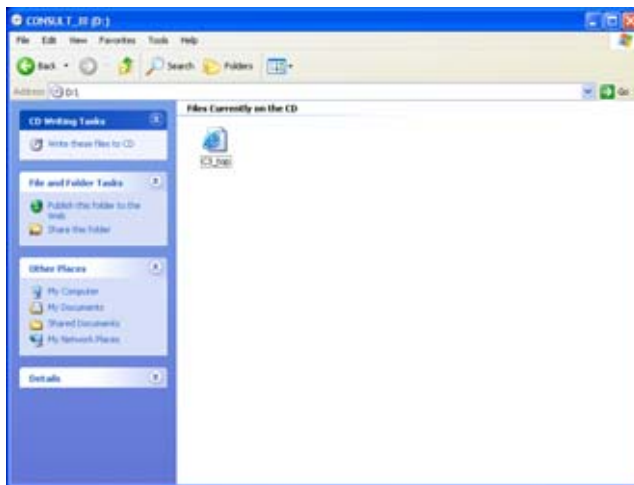 CONSULT_III (D:)
File Edit View Favorites Tools Help
Back Search Folders
Address D:\ Go
Files Currently on the CD
CD Writing Tasks
Write these files to CD
C3_top
File and Folder Tasks
Publish this folder to the
Web
Share this folder
Other Places
My Computer
My Documents
Shared Documents
My Network Places
Details